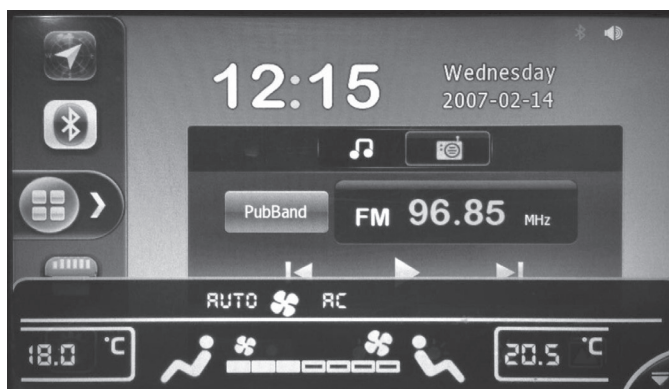 12:15
Wednesday
2007-02-14
PubBand
FM 96.85 MHz
AUTO AC
18.0 °C
20.5 °C